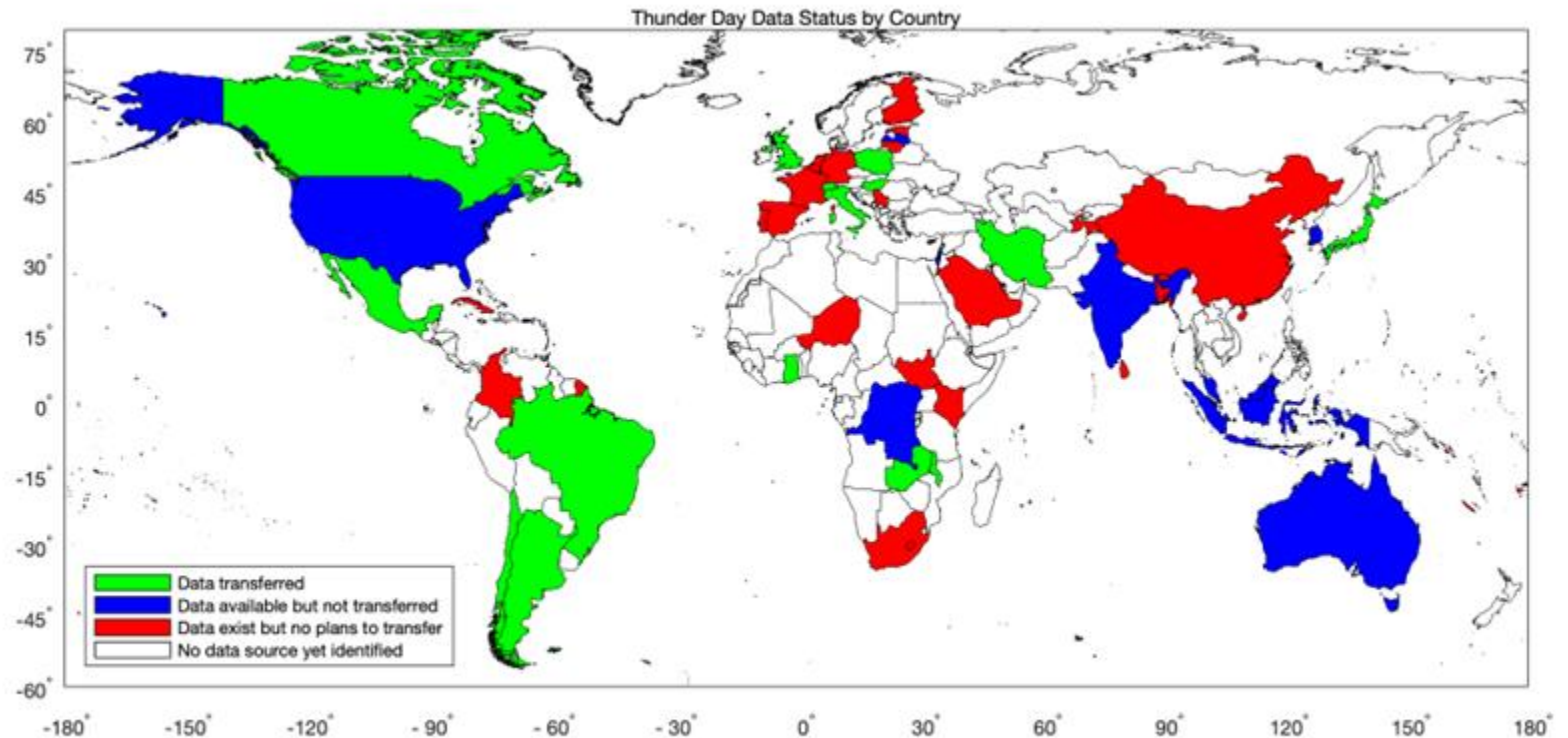 Thunder Day Data Status by Country
75°
60°
45°
30°
15°
0°
-15°
-30°
-45°
-60°
Data transferred
Data available but not transferred
Data exist but no plans to transfer
No data source yet identified
-180° -150° -120° - 90° - 60° - 30° 0° 30° 60° 90° 120° 150° 180°